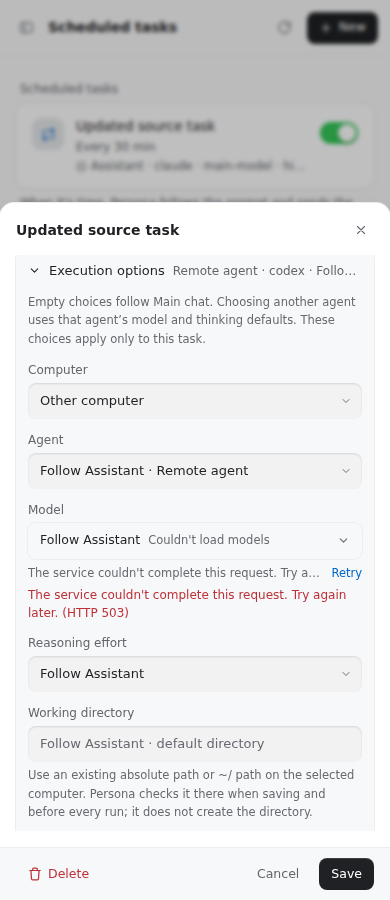 Scheduled tasks
New
Scheduled tasks
Updated source task
Every 30 min
Assistant · claude · main-model · hi...
Updated source task
Execution options Remote agent · codex · Follo...
Empty choices follow Main chat. Choosing another agent
uses that agent's model and thinking defaults. These
choices apply only to this task.
Computer
Other computer
Agent
Follow Assistant · Remote agent
Model
Follow Assistant Couldn't load models
The service couldn't complete this request. Try a... Retry
The service couldn't complete this request. Try again
later. (HTTP 503)
Reasoning effort
Follow Assistant
Working directory
Follow Assistant · default directory
Use an existing absolute path or ~/ path on the selected
computer. Persona checks it there when saving and
before every run; it does not create the directory.
Delete Cancel Save